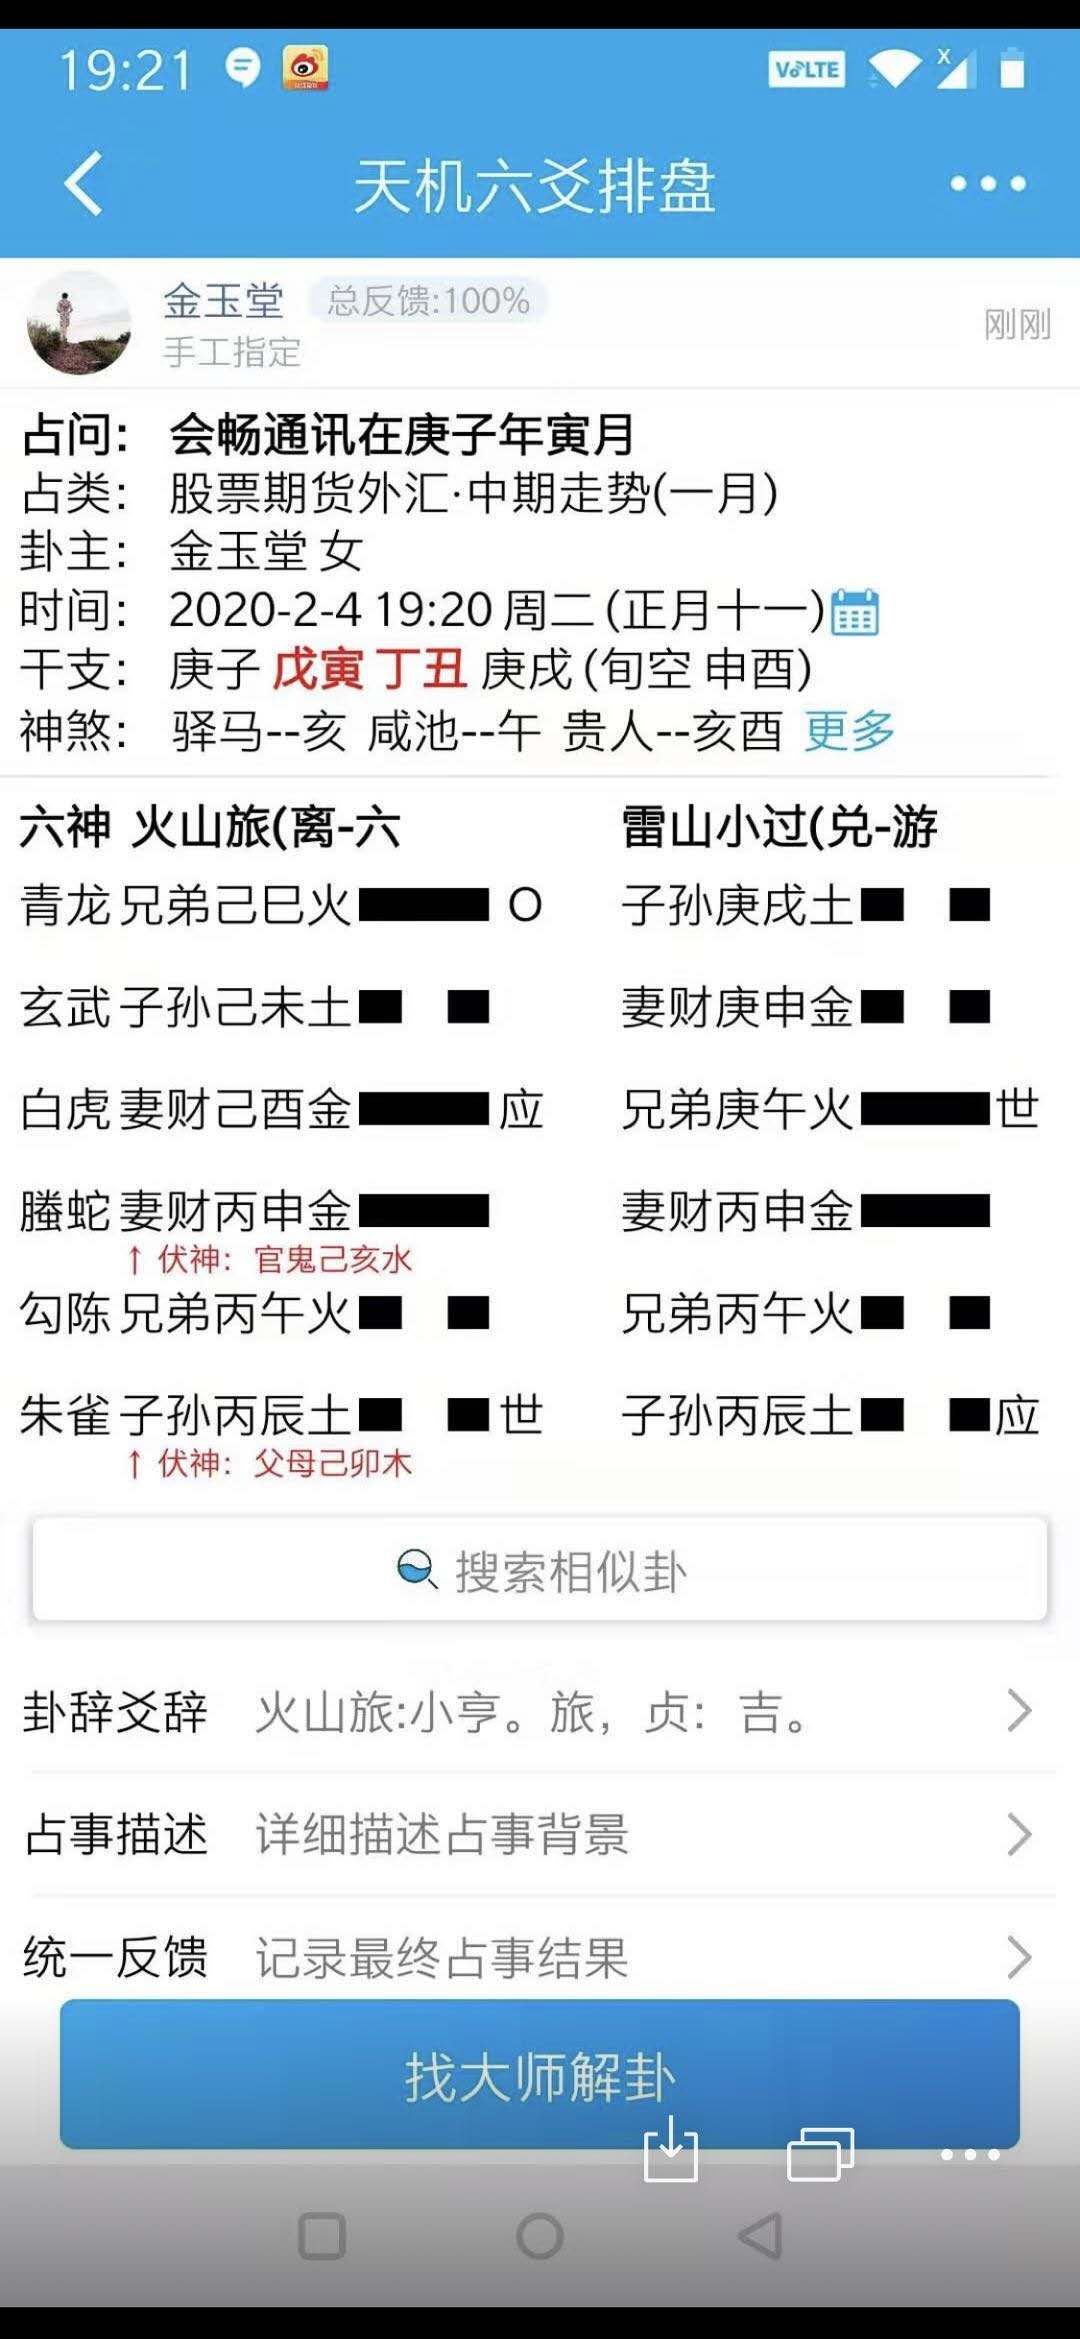 19:21 VoLTE
天机六爻排盘
金玉堂 总反馈:100%
手工指定 刚刚
占问： 会畅通讯在庚子年寅月
占类： 股票期货外汇·中期走势(一月)
卦主： 金玉堂 女
时间： 2020-2-4 19:20 周二 (正月十一)
干支： 庚子 戊寅 丁丑 庚戌 (旬空 申酉)
神煞： 驿马--亥 咸池--午 贵人--亥酉 更多
六神 火山旅(离-六 雷山小过(兑-游
青龙 兄弟己巳火 O 子孙庚戌土
玄武 子孙己未土 妻财庚申金
白虎 妻财己酉金 应 兄弟庚午火 世
螣蛇 妻财丙申金 妻财丙申金
↑ 伏神：官鬼己亥水
勾陈 兄弟丙午火 兄弟丙午火
朱雀 子孙丙辰土 世 子孙丙辰土 应
↑ 伏神：父母己卯木
搜索相似卦
卦辞爻辞 火山旅:小亨。旅，贞：吉。
占事描述 详细描述占事背景
统一反馈 记录最终占事结果
找大师解卦